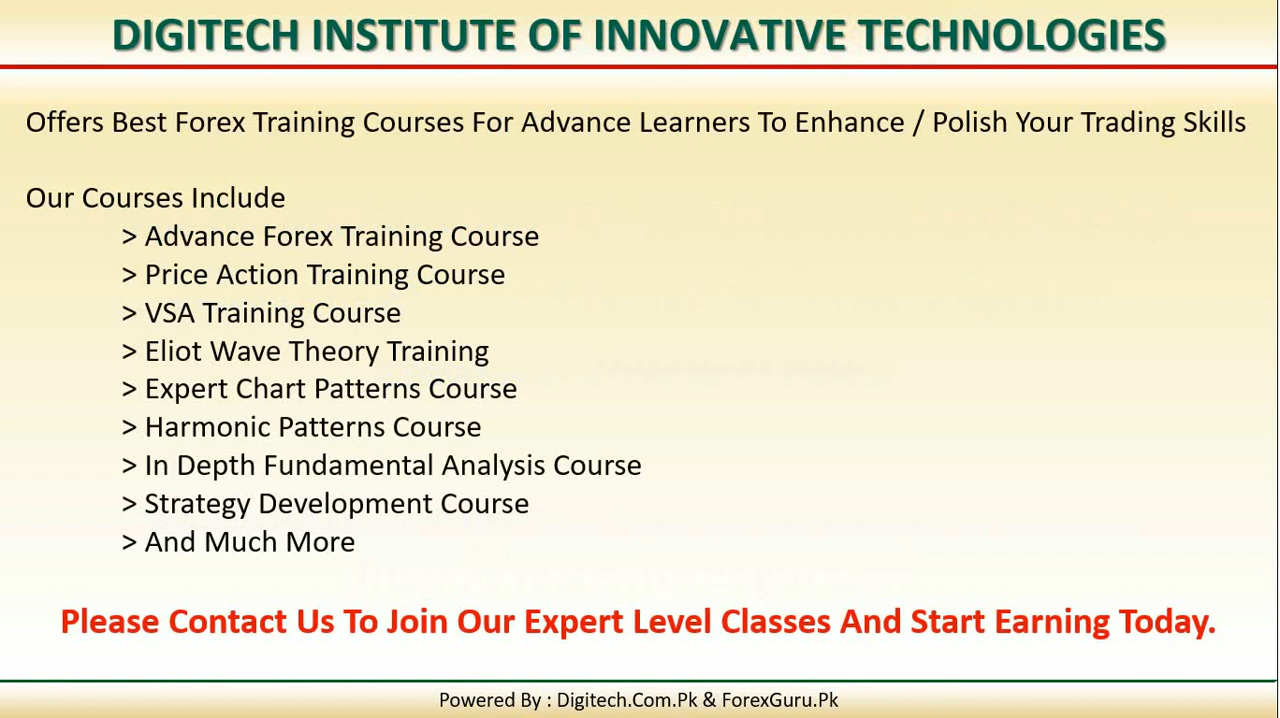 DIGITECH INSTITUTE OF INNOVATIVE TECHNOLOGIES
Offers Best Forex Training Courses For Advance Learners To Enhance / Polish Your Trading Skills
Our Courses Include
> Advance Forex Training Course
> Price Action Training Course
> VSA Training Course
> Eliot Wave Theory Training
> Expert Chart Patterns Course
> Harmonic Patterns Course
> In Depth Fundamental Analysis Course
> Strategy Development Course
> And Much More
Please Contact Us To Join Our Expert Level Classes And Start Earning Today.
Powered By : Digitech.Com.Pk & ForexGuru.Pk